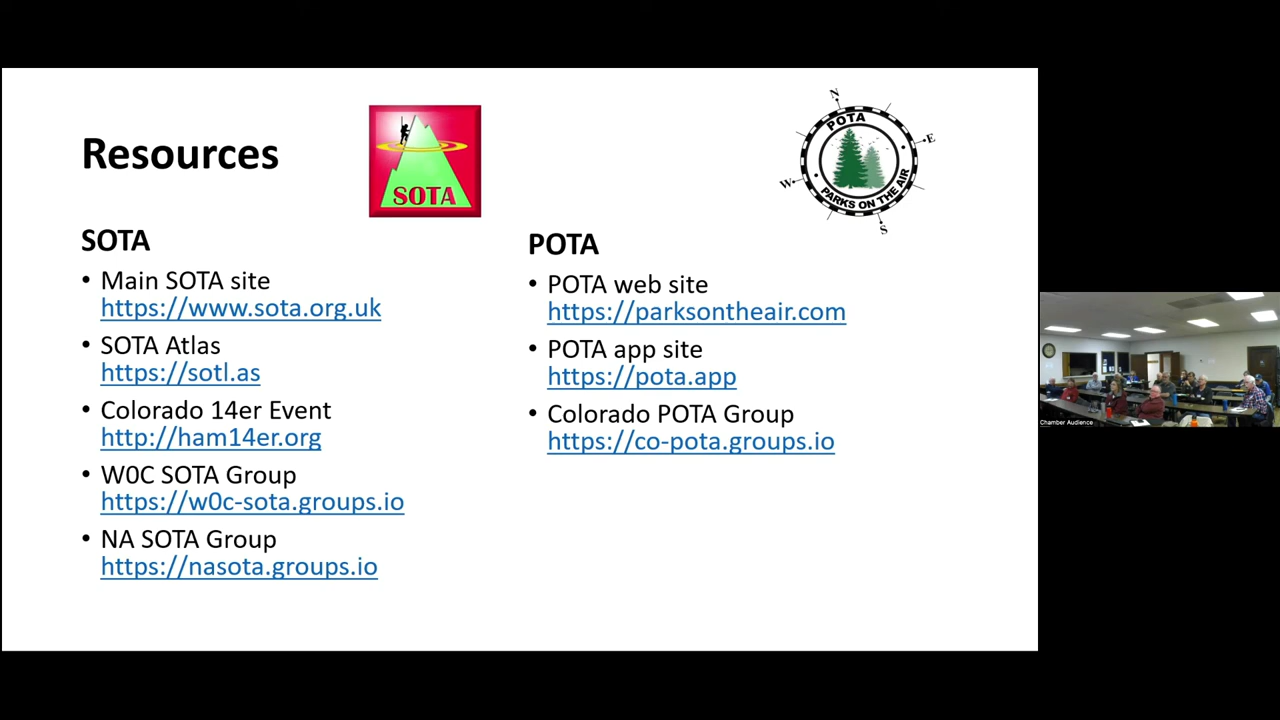 Resources
SOTA
N
E
S
W
POTA
PARKS ON THE AIR
SOTA
• Main SOTA site
https://www.sota.org.uk
• SOTA Atlas
https://sotl.as
• Colorado 14er Event
http://ham14er.org
• W0C SOTA Group
https://w0c-sota.groups.io
• NA SOTA Group
https://nasota.groups.io
POTA
• POTA web site
https://parksontheair.com
• POTA app site
https://pota.app
• Colorado POTA Group
https://co-pota.groups.io
Chamber Audience